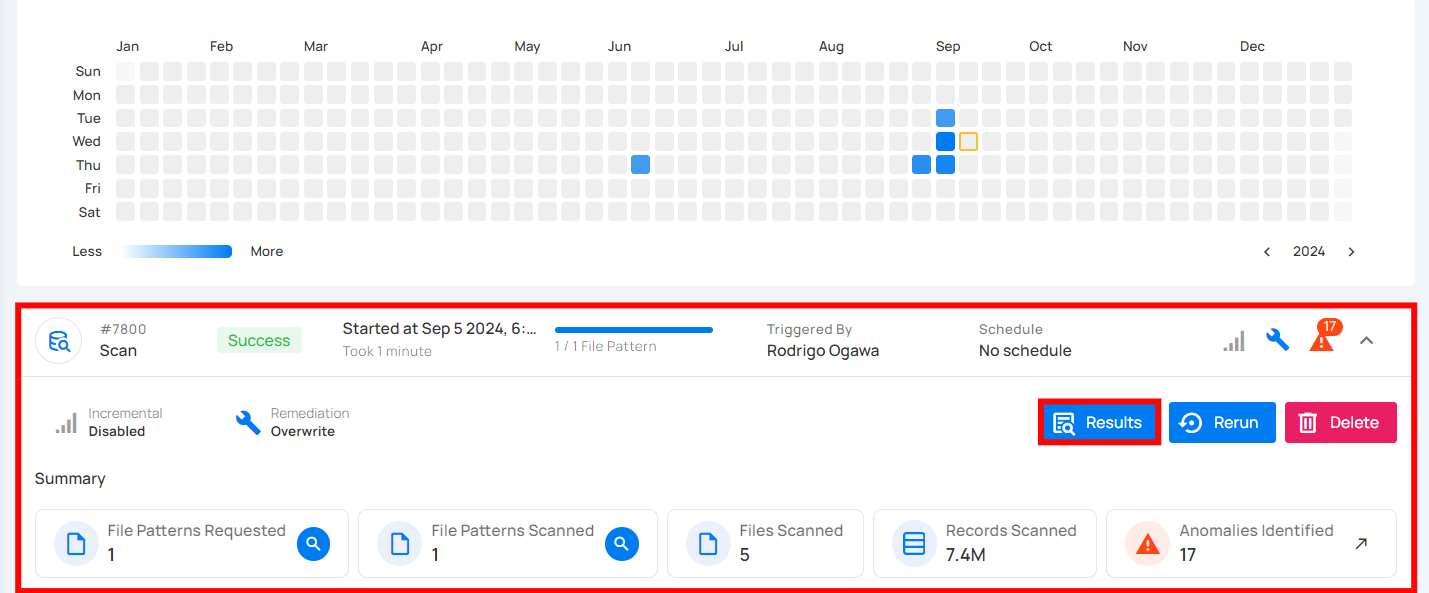 Jan Feb Mar Apr May Jun Jul Aug Sep Oct Nov Dec
Sun
Mon
Tue
Wed
Thu
Fri
Sat
Less More 2024
#7800
Scan
Success
Started at Sep 5 2024, 6:...
Took 1 minute
1 / 1 File Pattern
Triggered By
Rodrigo Ogawa
Schedule
No schedule
17
Incremental
Disabled
Remediation
Overwrite
Results
Rerun
Delete
Summary
File Patterns Requested
1
File Patterns Scanned
1
Files Scanned
5
Records Scanned
7.4M
Anomalies Identified
17